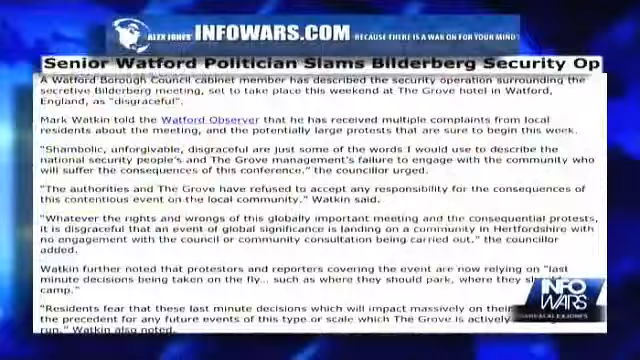 ALEX JONES' INFOWARS.COM BECAUSE THERE IS A WAR ON FOR YOUR MIND
Senior Watford Politician Slams Bilderberg Security Op
A Watford Borough Council cabinet member has described the security operation surrounding the
secretive Bilderberg meeting, set to take place this weekend at The Grove hotel in Watford,
England, as "disgraceful".
Mark Watkin told the Watford Observer that he has received multiple complaints from local
residents about the meeting, and the potentially large protests that are sure to begin this week.
"Shambolic, unforgivable, disgraceful are just some of the words I would use to describe the
national security people's and The Grove management's failure to engage with the community who
will suffer the consequences of this conference," the councillor urged.
"The authorities and The Grove have refused to accept any responsibility for the consequences of
this contentious event on the local community." Watkin said.
"Whatever the rights and wrongs of this globally important meeting and the consequential protests,
it is disgraceful that an event of global significance is landing on a community in Hertfordshire with
no engagement with the council or community consultation being carried out," the councillor
added.
Watkin further noted that protestors and reporters covering the event are now relying on "last
minute decisions being taken on the fly... such as where they should park, where they
camp."
"Residents fear that these last minute decisions which will impact massively on their
the precedent for any future events of this type or scale which The Grove is actively
run," Watkin also noted.
INFO
WARS